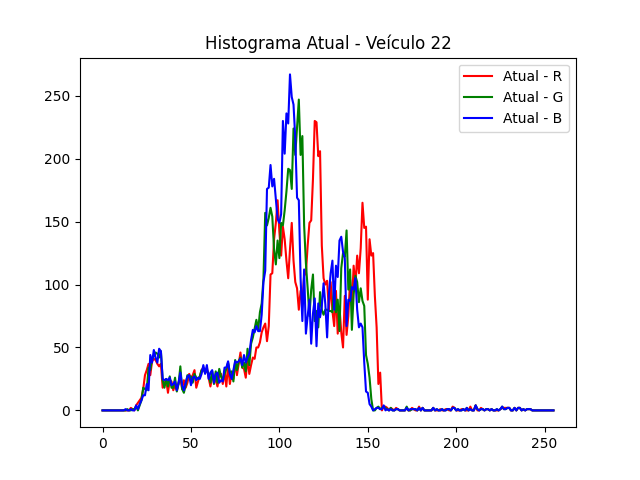 Histograma Atual - Veículo 22
Atual - R
Atual - G
Atual - B
250
200
150
100
50
0
0 50 100 150 200 250